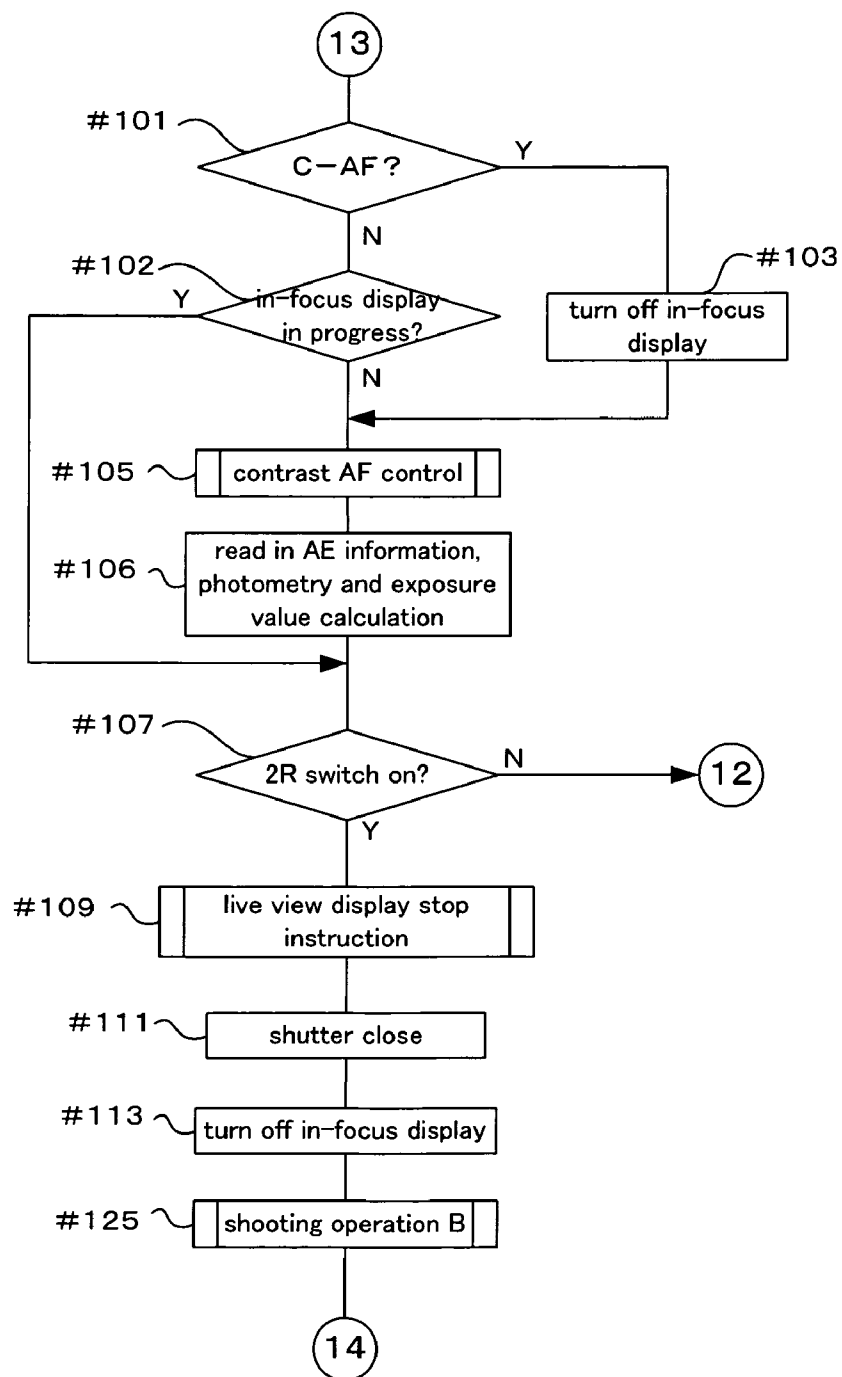 13
#101
C-AF?
Y
N
#102
Y
in-focus display
in progress?
N
#103
turn off in-focus
display
#105
contrast AF control
#106
read in AE information,
photometry and exposure
value calculation
#107
2R switch on?
N
12
Y
#109
live view display stop
instruction
#111
shutter close
#113
turn off in-focus display
#125
shooting operation B
14